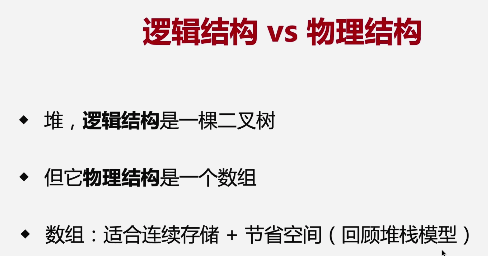 逻辑结构 vs 物理结构
◆ 堆，逻辑结构是一棵二叉树
◆ 但它物理结构是一个数组
◆ 数组：适合连续存储 + 节省空间（回顾堆栈模型）